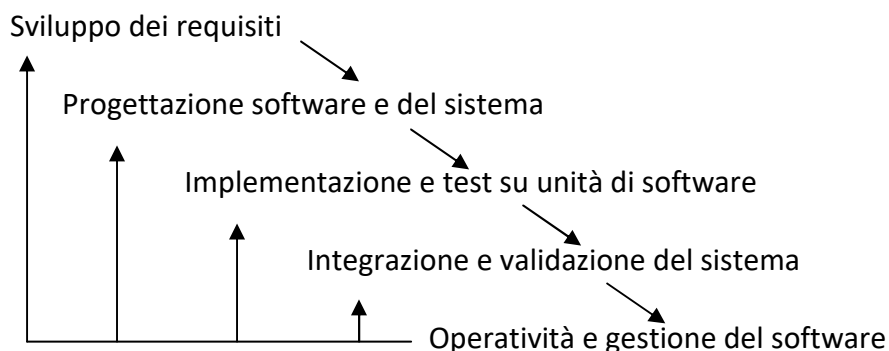 Sviluppo dei requisiti
Progettazione software e del sistema
Implementazione e test su unità di software
Integrazione e validazione del sistema
Operatività e gestione del software